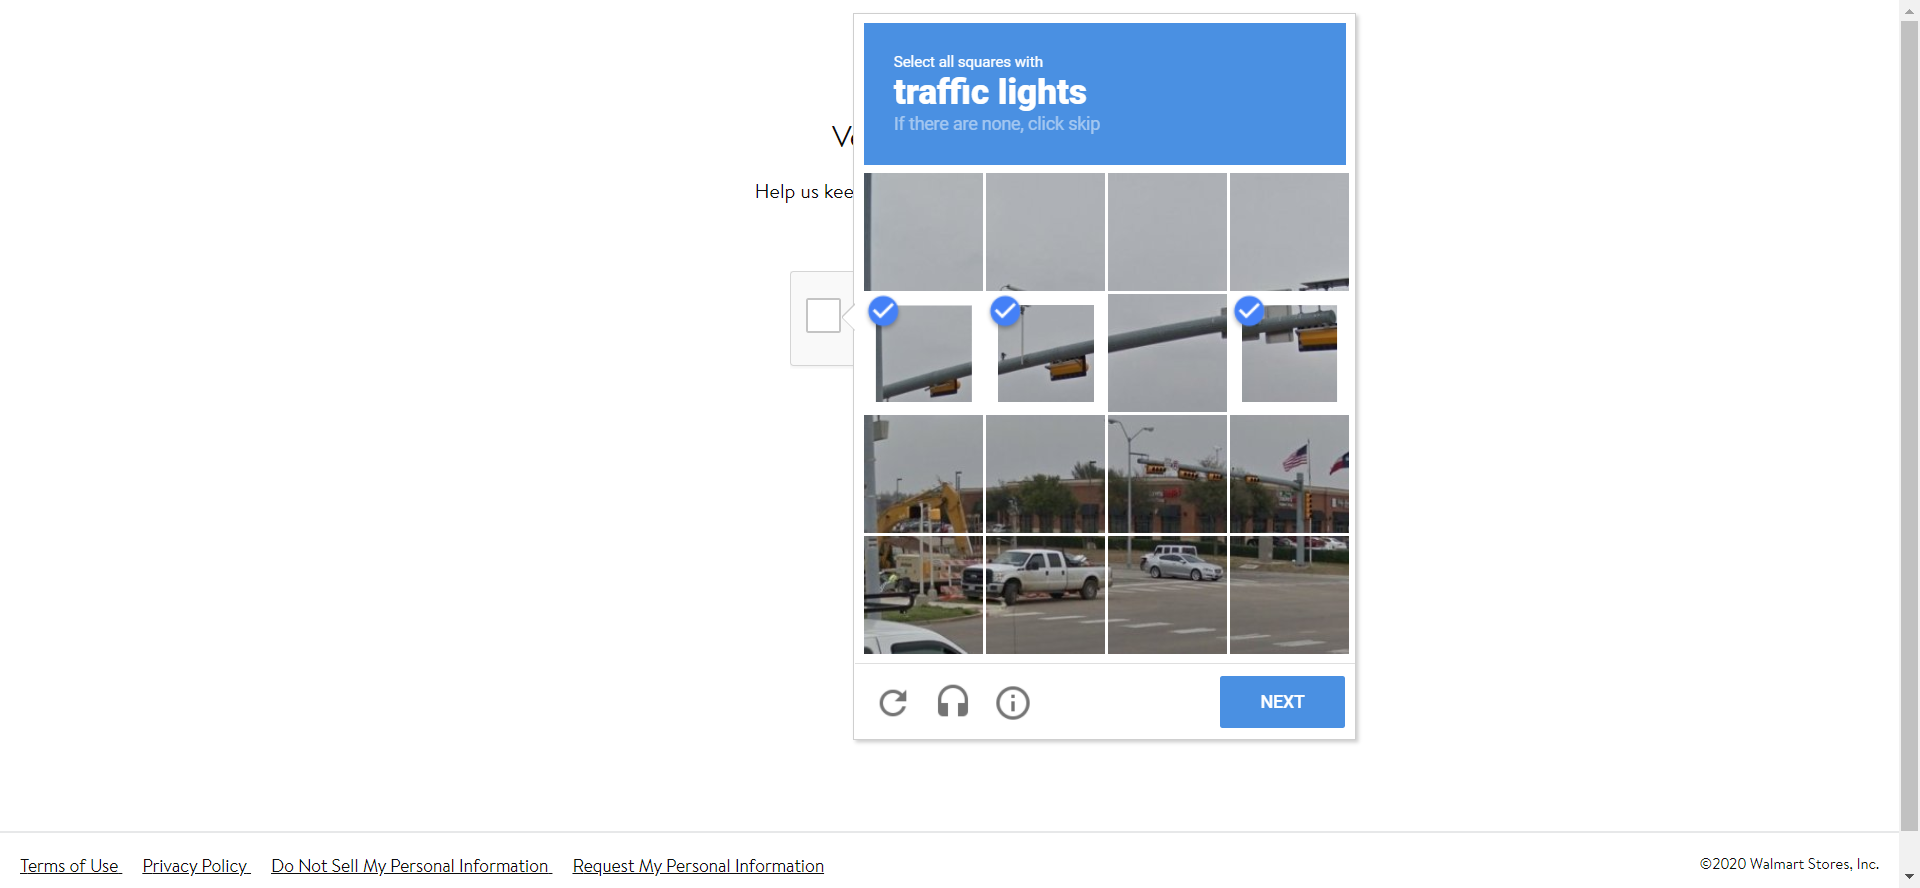 Select all squares with
traffic lights
If there are none, click skip
Help us kee
NEXT
Terms of Use
Privacy Policy
Do Not Sell My Personal Information
Request My Personal Information
©2020 Walmart Stores, Inc.